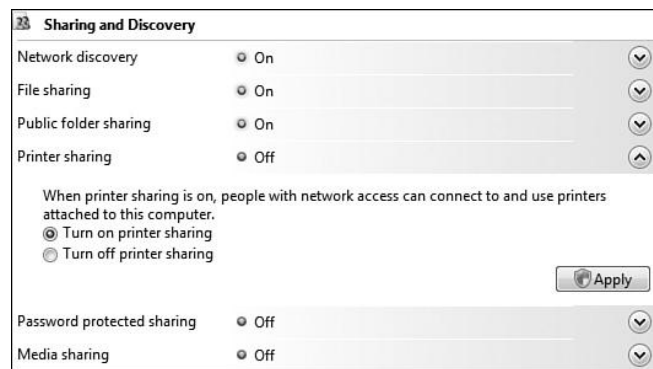 Sharing and Discovery
Network discovery On
File sharing On
Public folder sharing On
Printer sharing Off
When printer sharing is on, people with network access can connect to and use printers
attached to this computer.
Turn on printer sharing
Turn off printer sharing
Apply
Password protected sharing Off
Media sharing Off